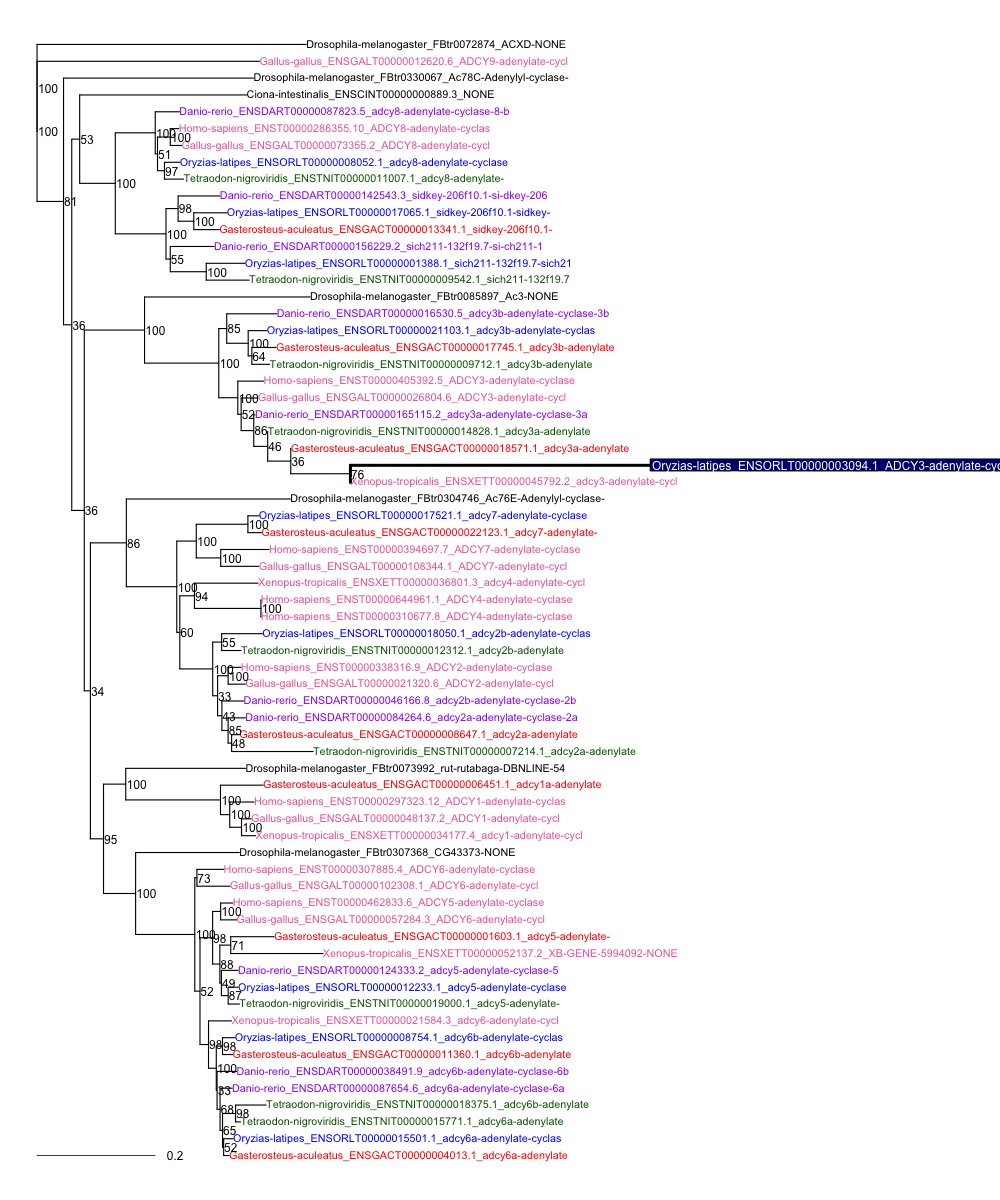 Drosophila-melanogaster_FBtr0072874_ACXD-NONE
Gallus-gallus_ENSGALT00000012620.6_ADCY9-adenylate-cycl
Drosophila-melanogaster_FBtr0330067_Ac78C-Adenylyl-cyclase-
100
Ciona-intestinalis_ENSCINT00000000889.3_NONE
Danio-rerio_ENSDART00000087823.5_adcy8-adenylate-cyclase-8-b
Homo-sapiens_ENST00000286355.10_ADCY8-adenylate-cyclas
100
100 100
53
Gallus-gallus_ENSGALT00000073355.2_ADCY8-adenylate-cycl
51
Oryzias-latipes_ENSORLT00000008052.1_adcy8-adenylate-cyclase
97
Tetraodon-nigroviridis_ENSTNIT00000011007.1_adcy8-adenylate-
100
Danio-rerio_ENSDART00000142543.3_sidkey-206f10.1-si-dkey-206
81
98
Oryzias-latipes_ENSORLT00000017065.1_sidkey-206f10.1-sidkey-
100
Gasterosteus-aculeatus_ENSGACT00000013341.1_sidkey-206f10.1-
100
Danio-rerio_ENSDART00000156229.2_sich211-132f19.7-si-ch211-1
55
Oryzias-latipes_ENSORLT00000001388.1_sich211-132f19.7-sich21
100
Tetraodon-nigroviridis_ENSTNIT00000009542.1_sich211-132f19.7
Drosophila-melanogaster_FBtr0085897_Ac3-NONE
Danio-rerio_ENSDART00000016530.5_adcy3b-adenylate-cyclase-3b
36
85
100
Oryzias-latipes_ENSORLT00000021103.1_adcy3b-adenylate-cyclas
100
Gasterosteus-aculeatus_ENSGACT00000017745.1_adcy3b-adenylate
64
100
Tetraodon-nigroviridis_ENSTNIT00000009712.1_adcy3b-adenylate
Homo-sapiens_ENST00000405392.5_ADCY3-adenylate-cyclase
100
Gallus-gallus_ENSGALT00000026804.6_ADCY3-adenylate-cycl
52
Danio-rerio_ENSDART00000165115.2_adcy3a-adenylate-cyclase-3a
86
Tetraodon-nigroviridis_ENSTNIT00000014828.1_adcy3a-adenylate
46
Gasterosteus-aculeatus_ENSGACT00000018571.1_adcy3a-adenylate
36
Oryzias-latipes_ENSORLT00000003094.1_ADCY3-adenylate-cyc
76
Xenopus-tropicalis_ENSXETT00000045792.2_adcy3-adenylate-cycl
Drosophila-melanogaster_FBtr0304746_Ac76E-Adenylyl-cyclase-
36
Oryzias-latipes_ENSORLT00000017521.1_adcy7-adenylate-cyclase
100
Gasterosteus-aculeatus_ENSGACT00000022123.1_adcy7-adenylate-
86
100
Homo-sapiens_ENST00000394697.7_ADCY7-adenylate-cyclase
100
Gallus-gallus_ENSGALT00000108344.1_ADCY7-adenylate-cycl
Xenopus-tropicalis_ENSXETT00000036801.3_adcy4-adenylate-cycl
100
94
Homo-sapiens_ENST00000644961.1_ADCY4-adenylate-cyclase
100
Homo-sapiens_ENST00000310677.8_ADCY4-adenylate-cyclase
60
Oryzias-latipes_ENSORLT00000018050.1_adcy2b-adenylate-cyclas
55
Tetraodon-nigroviridis_ENSTNIT00000012312.1_adcy2b-adenylate
Homo-sapiens_ENST00000338316.9_ADCY2-adenylate-cyclase
100 100
Gallus-gallus_ENSGALT00000021320.6_ADCY2-adenylate-cycl
34
33
Danio-rerio_ENSDART00000046166.8_adcy2b-adenylate-cyclase-2b
43
Danio-rerio_ENSDART00000084264.6_adcy2a-adenylate-cyclase-2a
85
Gasterosteus-aculeatus_ENSGACT00000008647.1_adcy2a-adenylate
48
Tetraodon-nigroviridis_ENSTNIT00000007214.1_adcy2a-adenylate
Drosophila-melanogaster_FBtr0073992_rut-rutabaga-DBNLINE-54
100
Gasterosteus-aculeatus_ENSGACT00000006451.1_adcy1a-adenylate
100
Homo-sapiens_ENST00000297323.12_ADCY1-adenylate-cyclas
100
Gallus-gallus_ENSGALT00000048137.2_ADCY1-adenylate-cycl
100
95
Xenopus-tropicalis_ENSXETT00000034177.4_adcy1-adenylate-cycl
Drosophila-melanogaster_FBtr0307368_CG43373-NONE
Homo-sapiens_ENST00000307885.4_ADCY6-adenylate-cyclase
73
Gallus-gallus_ENSGALT00000102308.1_ADCY6-adenylate-cycl
100
Homo-sapiens_ENST00000462833.6_ADCY5-adenylate-cyclase
100
Gallus-gallus_ENSGALT00000057284.3_ADCY6-adenylate-cycl
100 98
Gasterosteus-aculeatus_ENSGACT00000001603.1_adcy5-adenylate-
71
Xenopus-tropicalis_ENSXETT00000052137.2_XB-GENE-5994092-NONE
88
Danio-rerio_ENSDART00000124333.2_adcy5-adenylate-cyclase-5
49
Oryzias-latipes_ENSORLT00000012233.1_adcy5-adenylate-cyclase
52
87
Tetraodon-nigroviridis_ENSTNIT00000019000.1_adcy5-adenylate-
Xenopus-tropicalis_ENSXETT00000021584.3_adcy6-adenylate-cycl
Oryzias-latipes_ENSORLT00000008754.1_adcy6b-adenylate-cyclas
98 98
Gasterosteus-aculeatus_ENSGACT00000011360.1_adcy6b-adenylate
100
Danio-rerio_ENSDART00000038491.9_adcy6b-adenylate-cyclase-6b
33
Danio-rerio_ENSDART00000087654.6_adcy6a-adenylate-cyclase-6a
Tetraodon-nigroviridis_ENSTNIT00000018375.1_adcy6b-adenylate
68 98
Tetraodon-nigroviridis_ENSTNIT00000015771.1_adcy6a-adenylate
65
Oryzias-latipes_ENSORLT00000015501.1_adcy6a-adenylate-cyclas
52
Gasterosteus-aculeatus_ENSGACT00000004013.1_adcy6a-adenylate
0.2